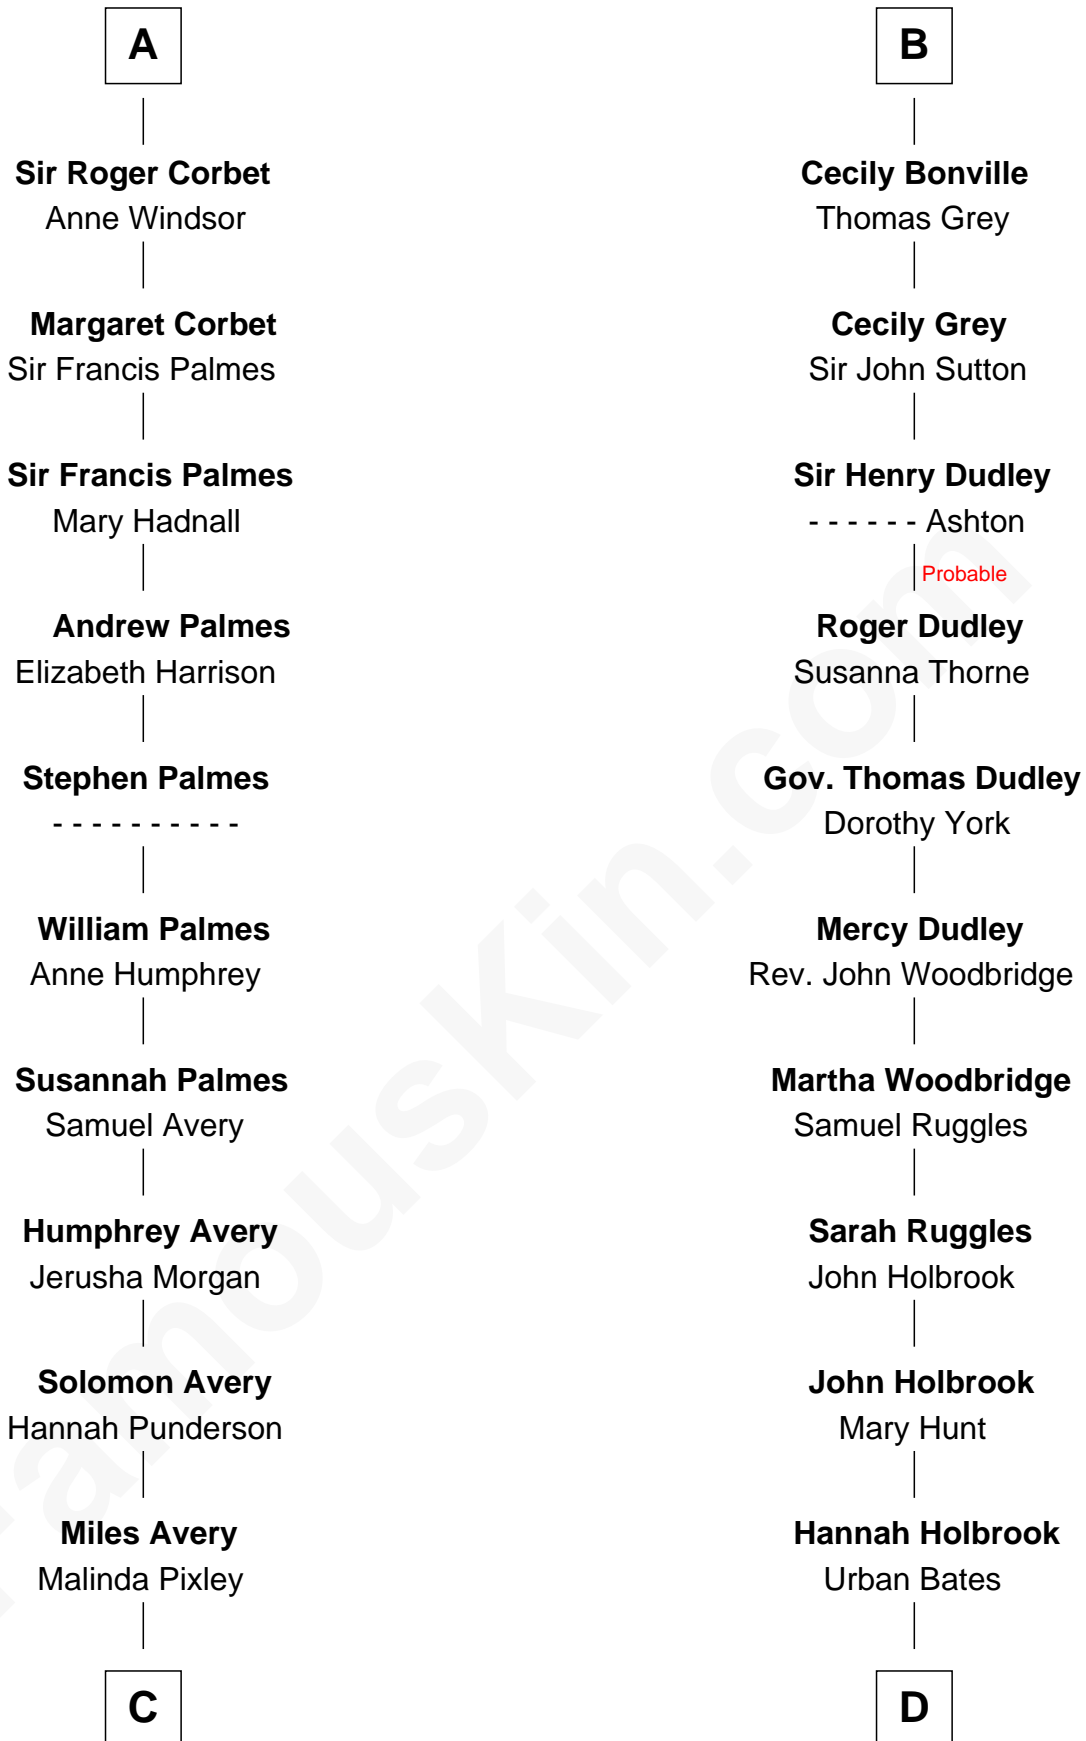 A
Sir Roger Corbet
Anne Windsor
Margaret Corbet
Sir Francis Palmes
Sir Francis Palmes
Mary Hadnall
Andrew Palmes
Elizabeth Harrison
Stephen Palmes
- - - - - - - - - -
William Palmes
Anne Humphrey
Susannah Palmes
Samuel Avery
Humphrey Avery
Jerusha Morgan
Solomon Avery
Hannah Punderson
Miles Avery
Malinda Pixley
C
B
Cecily Bonville
Thomas Grey
Cecily Grey
Sir John Sutton
Sir Henry Dudley
- - - - - - Ashton
Probable
Roger Dudley
Susanna Thorne
Gov. Thomas Dudley
Dorothy York
Mercy Dudley
Rev. John Woodbridge
Martha Woodbridge
Samuel Ruggles
Sarah Ruggles
John Holbrook
John Holbrook
Mary Hunt
Hannah Holbrook
Urban Bates
D
FamousKin.com